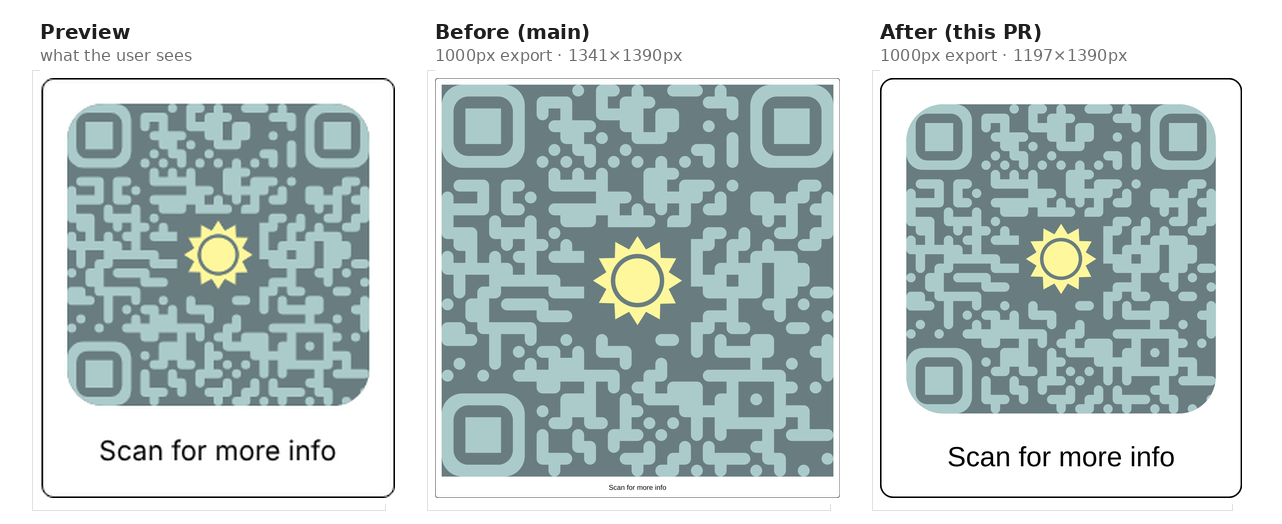 Preview
what the user sees
Scan for more info
Before (main)
1000px export · 1341×1390px
Scan for more info
After (this PR)
1000px export · 1197×1390px
Scan for more info